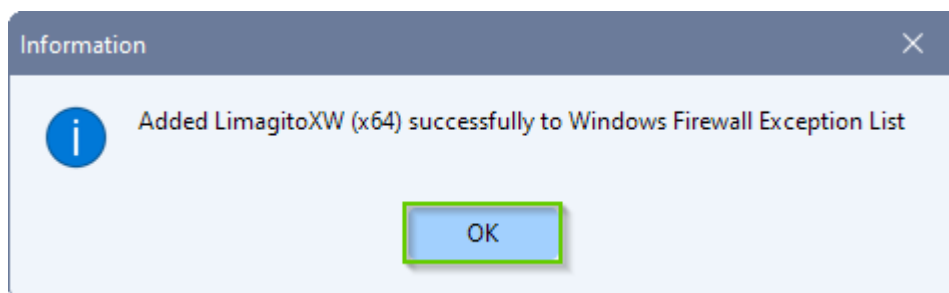 Information
Added LimagitoXW (x64) successfully to Windows Firewall Exception List
OK